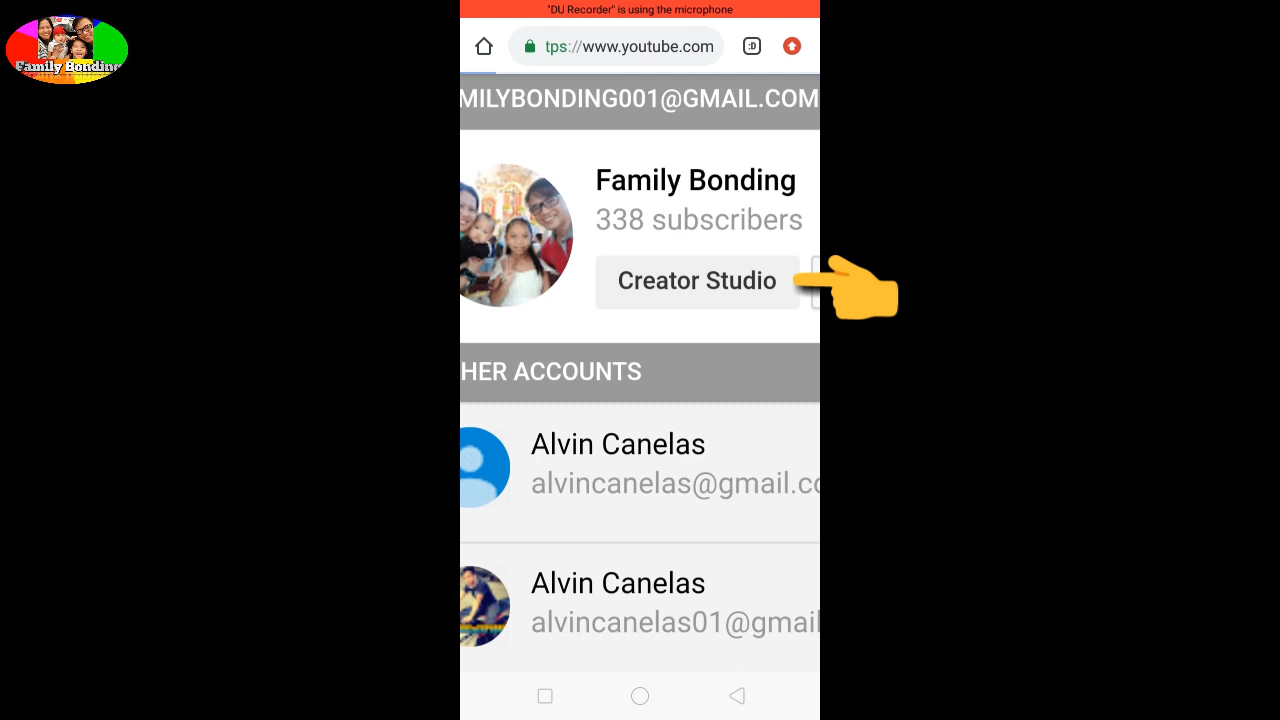 "DU Recorder" is using the microphone
Family Bonding
tps://www.youtube.com
:D
MILYBONDING001@GMAIL.COM
Family Bonding
338 subscribers
Creator Studio
HER ACCOUNTS
Alvin Canelas
alvincanelas@gmail.co
Alvin Canelas
alvincanelas01@gmail